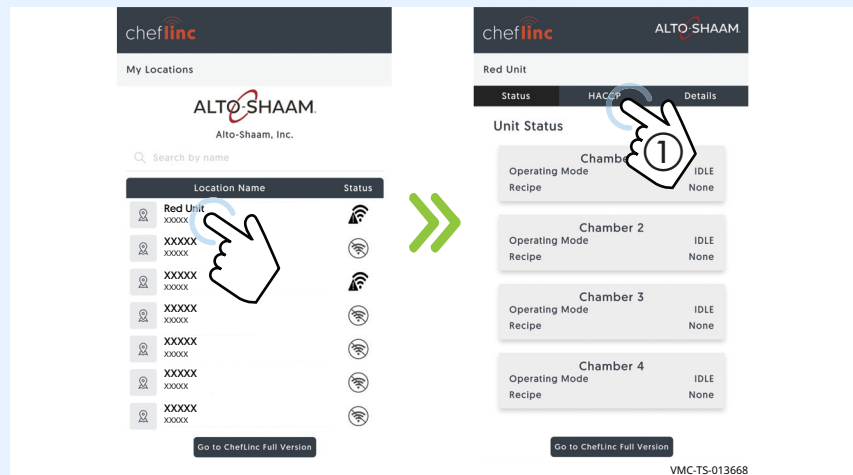 cheflinc
My Locations
ALTO-SHAAM.
Alto-Shaam, Inc.
Search by name
Location Name Status
Red Unit
xxxxx
XXXXX
xxxxx
XXXXX
xxxxx
XXXXX
xxxxx
XXXXX
xxxxx
XXXXX
xxxxx
XXXXX
xxxxx
Go to ChefLinc Full Version
cheflinc ALTO-SHAAM.
Red Unit
Status HACCP Details
Unit Status
1
Operating Mode IDLE
Recipe None
Chamber 2
Operating Mode IDLE
Recipe None
Chamber 3
Operating Mode IDLE
Recipe None
Chamber 4
Operating Mode IDLE
Recipe None
Go to ChefLinc Full Version
VMC-TS-013668